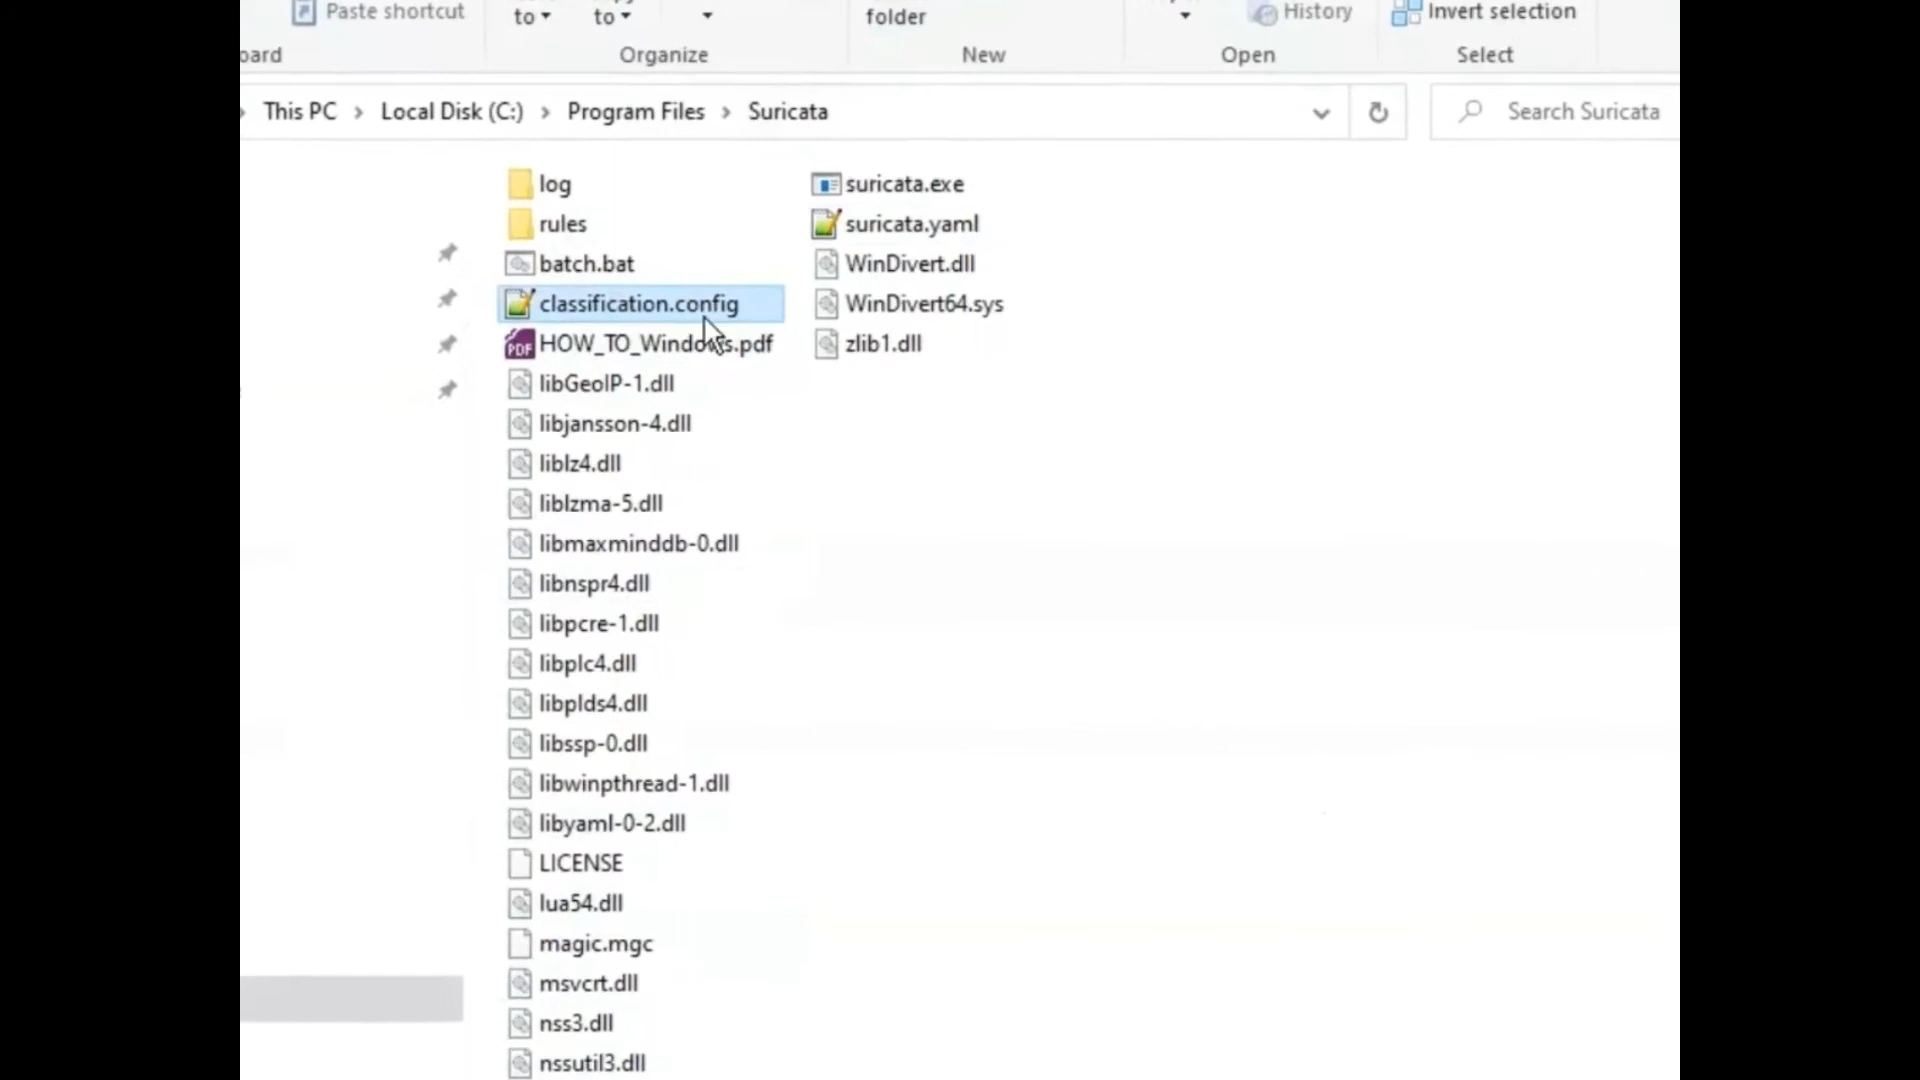 Paste shortcut
to
to
folder
History
Invert selection
oard
Organize
New
Open
Select
This PC
Local Disk (C:)
Program Files
Suricata
Search Suricata
log
rules
batch.bat
classification.config
HOW_TO_Windows.pdf
libGeoIP-1.dll
libjansson-4.dll
liblz4.dll
liblzma-5.dll
libmaxminddb-0.dll
libnspr4.dll
libpcre-1.dll
libplc4.dll
libplds4.dll
libssp-0.dll
libwinpthread-1.dll
libyaml-0-2.dll
LICENSE
lua54.dll
magic.mgc
msvcrt.dll
nss3.dll
nssutil3.dll
suricata.exe
suricata.yaml
WinDivert.dll
WinDivert64.sys
zlib1.dll
PDF